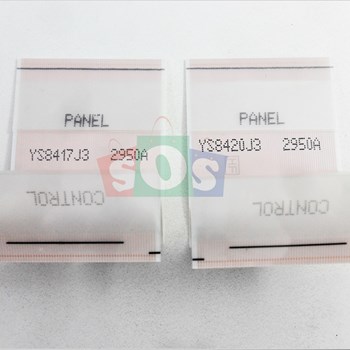 PANEL
YS8417J3 2950A
CONTROL
PANEL
YS8420J3 2950A
CONTROL
SOS